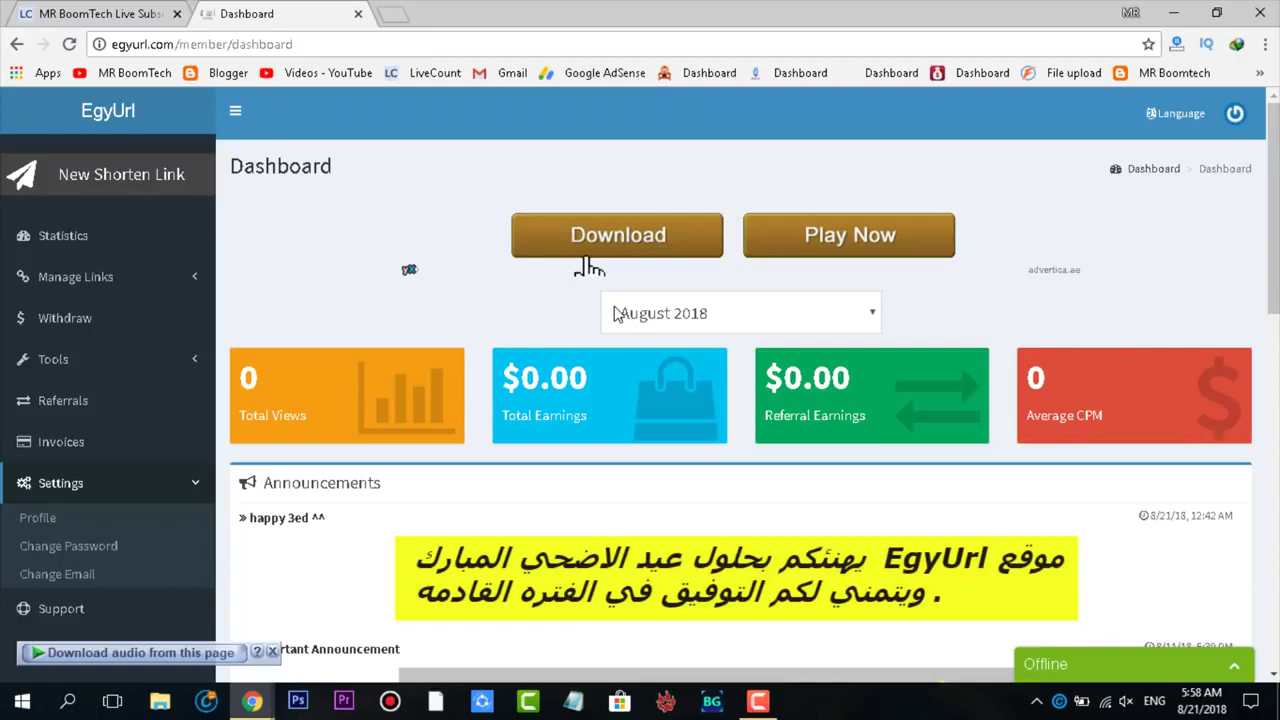 MR BoomTech Live Subs
Dashboard
MR
egyurl.com/member/dashboard
Apps MR BoomTech Blogger Videos - YouTube LiveCount Gmail Google AdSense Dashboard Dashboard Dashboard Dashboard File upload MR Boomtech »
EgyUrl
Language
New Shorten Link
Dashboard
Dashboard > Dashboard
Statistics
Manage Links
Withdraw
Tools
Referrals
Invoices
Settings
Profile
Change Password
Change Email
Support
Download Play Now
advertica.ae
August 2018
0
Total Views
$0.00
Total Earnings
$0.00
Referral Earnings
0
Average CPM
Announcements
» happy 3ed ^^
8/21/18, 12:42 AM
موقع EgyUrl يهنئكم بحلول عيد الاضحي المبارك
ويتمني لكم التوفيق في الفتره القادمه .
rtant Announcement
Download audio from this page
Offline
ENG
5:58 AM
8/21/2018